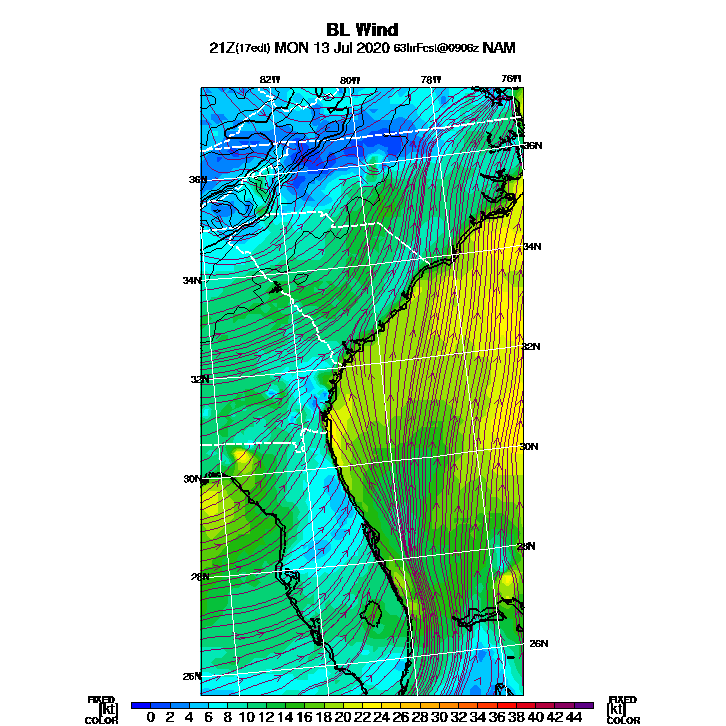 BL Wind
21Z(17edt) MON 13 Jul 2020 63hrFcst@0906z NAM
82W 80W 78W 76W
36N 36N
34N 34N
32N 32N
30N 30N
28N 28N
26N 26N
FIXED FIXED
[kt] 0 2 4 6 8 10 12 14 16 18 20 22 24 26 28 30 32 34 36 38 40 42 44 [kt]
COLOR COLOR